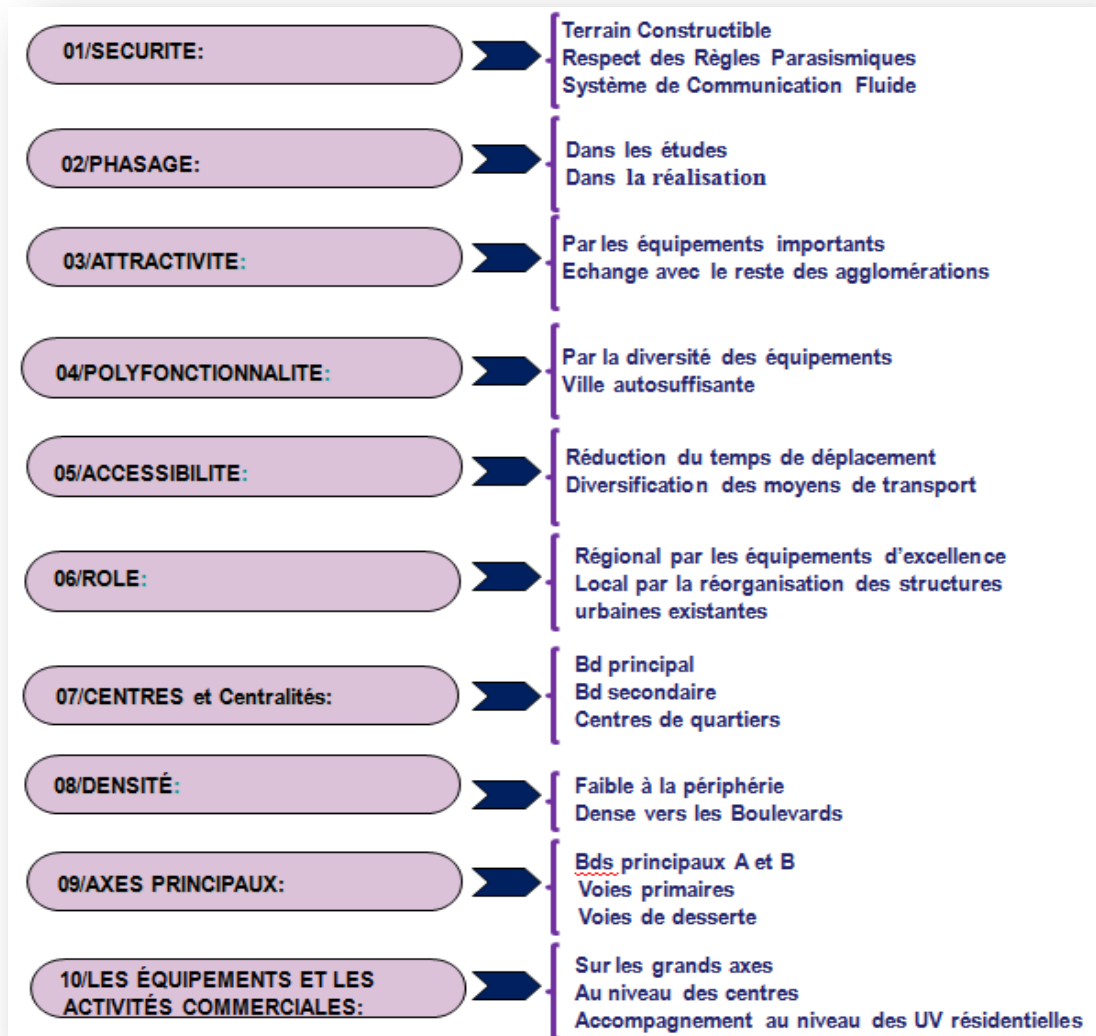 01/SECURITE:
Terrain Constructible
Respect des Règles Parasismiques
Système de Communication Fluide
02/PHASAGE:
Dans les études
Dans la réalisation
03/ATTRACTIVITE:
Par les équipements importants
Echange avec le reste des agglomérations
04/POLYFONCTIONNALITE:
Par la diversité des équipements
Ville autosuffisante
05/ACCESSIBILITE:
Réduction du temps de déplacement
Diversification des moyens de transport
06/ROLE:
Régional par les équipements d'excellence
Local par la réorganisation des structures
urbaines existantes
07/CENTRES et Centralités:
Bd principal
Bd secondaire
Centres de quartiers
08/DENSITÉ:
Faible à la périphérie
Dense vers les Boulevards
09/AXES PRINCIPAUX:
Bds principaux A et B
Voies primaires
Voies de desserte
10/LES ÉQUIPEMENTS ET LES
ACTIVITÉS COMMERCIALES:
Sur les grands axes
Au niveau des centres
Accompagnement au niveau des UV résidentielles